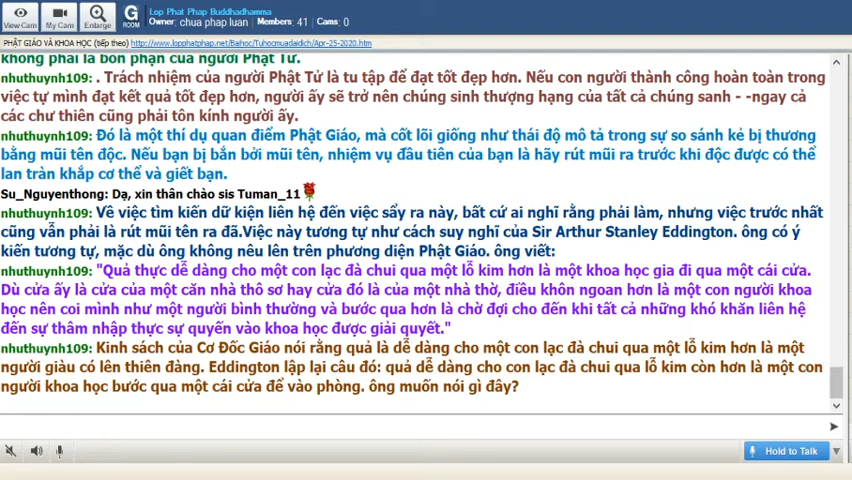 View Cam
My Cam
Enlarge
G
ROOM
Lop Phat Phap Buddhadhamma
Owner: chua phap luan Members: 41 Cams: 0
PHẬT GIÁO VÀ KHOA HỌC (tiếp theo) http://www.lopphatphap.net/Baihoc/Tuhocmuadaidich/Apr-25-2020.htm
không phải là bổn phận của người Phật Tử.
nhuthuynh109: . Trách nhiệm của người Phật Tử là tu tập để đạt tốt đẹp hơn. Nếu con người thành công hoàn toàn trong
việc tự mình đạt kết quả tốt đẹp hơn, người ấy sẽ trở nên chúng sinh thượng hạng của tất cả chúng sanh - -ngay cả
các chư thiên cũng phải tôn kính người ấy.
nhuthuynh109: Đó là một thí dụ quan điểm Phật Giáo, mà cốt lõi giống như thái độ mô tả trong sự so sánh kẻ bị thương
bằng mũi tên độc. Nếu bạn bị bắn bởi mũi tên, nhiệm vụ đầu tiên của bạn là hãy rút mũi ra trước khi độc được có thể
lan tràn khắp cơ thể và giết bạn.
Su_Nguyenthong: Dạ, xin thân chào sis Tuman_11
nhuthuynh109: Về việc tìm kiến dữ kiện liên hệ đến việc sẩy ra này, bất cứ ai nghĩ rằng phải làm, nhưng việc trước nhất
cũng vẫn phải là rút mũi tên ra đã.Việc này tương tự như cách suy nghĩ của Sir Arthur Stanley Eddington. ông có ý
kiến tương tự, mặc dù ông không nêu lên trên phương diện Phật Giáo. ông viết:
nhuthuynh109: "Quả thực dễ dàng cho một con lạc đà chui qua một lỗ kim hơn là một khoa học gia đi qua một cái cửa.
Dù cửa ấy là cửa của một căn nhà thô sơ hay cửa đó là của một nhà thờ, điều khôn ngoan hơn là một con người khoa
học nên coi mình như một người bình thường và bước qua hơn là chờ đợi cho đến khi tất cả những khó khăn liên hệ
đến sự thâm nhập thực sự quyến vào khoa học được giải quyết."
nhuthuynh109: Kinh sách của Cơ Đốc Giáo nói rằng quả là dễ dàng cho một con lạc đà chui qua một lỗ kim hơn là một
người giàu có lên thiên đàng. Eddington lập lại câu đó: quả dễ dàng cho con lạc đà chui qua lỗ kim còn hơn là một con
người khoa học bước qua một cái cửa để vào phòng. ông muốn nói gì đây?
Hold to Talk